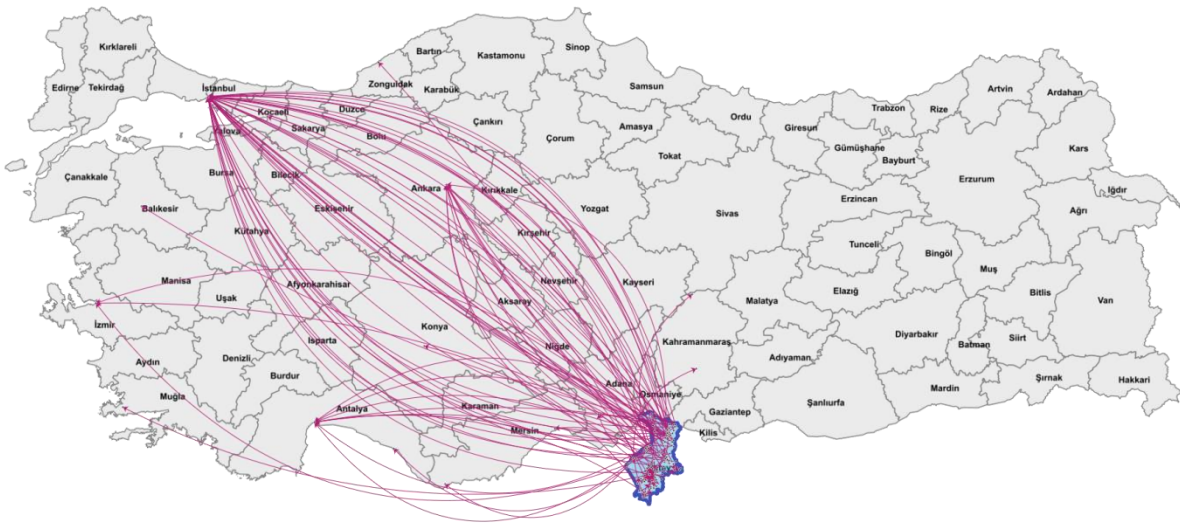 Kırklareli
Edirne
Tekirdağ
İstanbul
Kocaeli
Yalova
Sakarya
Düzce
Bolu
Zonguldak
Bartın
Karabük
Kastamonu
Sinop
Çankırı
Samsun
Çorum
Amasya
Tokat
Ordu
Giresun
Trabzon
Gümüşhane
Bayburt
Rize
Artvin
Ardahan
Kars
Iğdır
Ağrı
Erzurum
Erzincan
Çanakkale
Balıkesir
Bursa
Bilecik
Eskişehir
Kütahya
Ankara
Kırıkkale
Kırşehir
Yozgat
Sivas
Tunceli
Bingöl
Muş
Bitlis
Van
Elazığ
Malatya
Kayseri
Nevşehir
Aksaray
Niğde
Konya
Afyonkarahisar
Uşak
Manisa
İzmir
Aydın
Denizli
Isparta
Burdur
Muğla
Antalya
Karaman
Mersin
Adana
Osmaniye
Kahramanmaraş
Adıyaman
Gaziantep
Kilis
Şanlıurfa
Diyarbakır
Batman
Siirt
Mardin
Şırnak
Hakkari